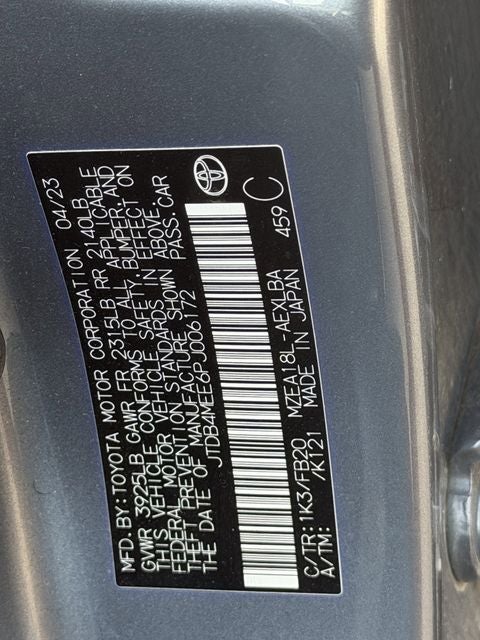 MFD. BY: TOYOTA MOTOR CORPORATION 04/23
GVWR 3925LB GAWR FR 2315LB RR 2140LB
THIS VEHICLE CONFORMS TO ALL APPLICABLE
FEDERAL MOTOR VEHICLE SAFETY, BUMPER, AND
THEFT PREVENTION STANDARDS IN EFFECT ON
THE DATE OF MANUFACTURE SHOWN ABOVE.
JTDB4MEE6PJ006172 PASS.CAR
C/TR: 1K3/FB20 MZEA18L-AEXLBA 459
A/TM: /K121 MADE IN JAPAN C